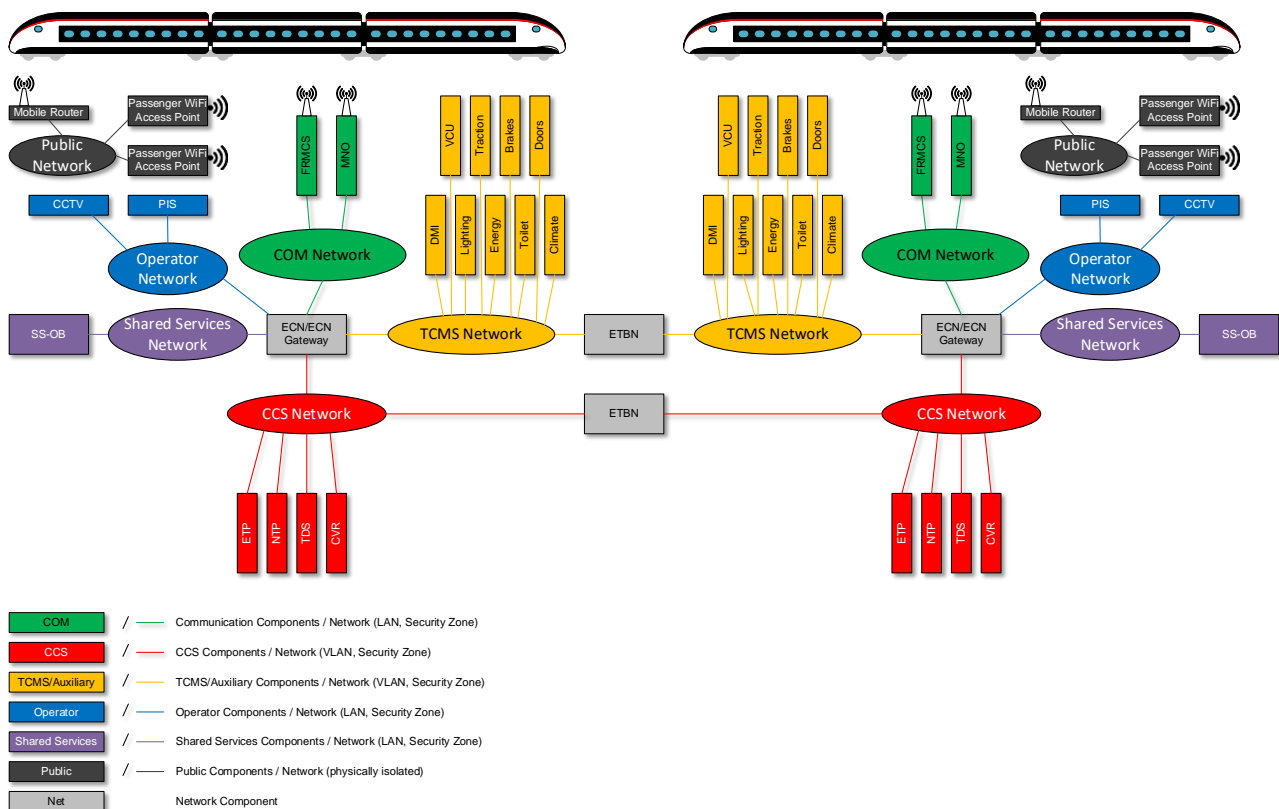 Mobile Router
Passenger WiFi
Access Point
Public
Network
Passenger WiFi
Access Point
CCTV
PIS
Operator
Network
FRMCS
MNO
COM Network
VCU
Traction
Brakes
Doors
DMI
Lighting
Energy
Toilet
Climate
SS-OB
Shared Services
Network
ECN/ECN
Gateway
TCMS Network
ETBN
CCS Network
ETBN
ETP
NTP
TDS
CVR
VCU
Traction
Brakes
Doors
DMI
Lighting
Energy
Toilet
Climate
TCMS Network
FRMCS
MNO
COM Network
Mobile Router
Passenger WiFi
Access Point
Public
Network
Passenger WiFi
Access Point
PIS
CCTV
Operator
Network
ECN/ECN
Gateway
Shared Services
Network
SS-OB
CCS Network
ETP
NTP
TDS
CVR
COM / Communication Components / Network (LAN, Security Zone)
CCS / CCS Components / Network (VLAN, Security Zone)
TCMS/Auxiliary / TCMS/Auxiliary Components / Network (VLAN, Security Zone)
Operator / Operator Components / Network (LAN, Security Zone)
Shared Services / Shared Services Components / Network (LAN, Security Zone)
Public / Public Components / Network (physically isolated)
Net Network Component